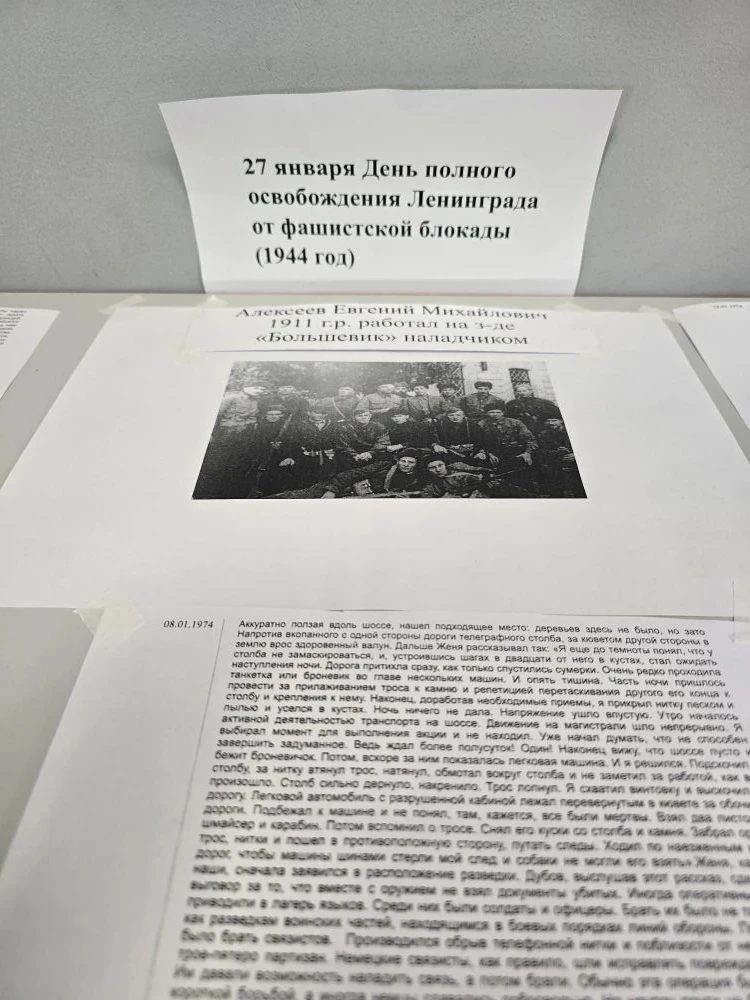 27 января День полного
освобождения Ленинграда
от фашистской блокады
(1944 год)
Алексеев Евгений Михайлович
1911 г.р. работал на з-де
«Большевик» наладчиком
08.01.1974
Аккуратно ползая вдоль шоссе, нашел подходящее место: деревьев здесь не было, но зато
Напротив вкопанного с одной стороны дороги телеграфного столба, за кюветом другой стороны в
землю врос здоровенный валун. Дальше Женя рассказывал так: «Я еще до темноты понял, что у
столба не замаскироваться, и, устроившись шагах в двадцати от него в кустах, стал ожидать
наступления ночи. Дорога притихла сразу, как только спустились сумерки. Очень редко проходила
танкетка или броневик во главе нескольких машин. И опять тишина. Часть ночи пришлось
провести за прилаживанием троса к камню и репетицией перетаскивания другого его конца к
столбу и крепления к нему. Наконец, доработав необходимые приемы, я прикрыл нитку песком и
пылью и уселся в кустах. Ночь ничего не дала. Напряжение ушло впустую. Утро началось
активной деятельностью транспорта на шоссе. Движение на магистрали шло непрерывно. Я
выбирал момент для выполнения акции и не находил. Уже начал думать, что не способен
завершить задуманное. Ведь ждал более полусуток! Один! Наконец вижу, что шоссе пусто и
бежит броневичок. Потом, вскоре за ним показалась легковая машина. И я решился. Подскочил
столбу, за нитку втянул трос, натянул, обмотал вокруг столба и не заметил за работой, как в
произошло. Столб сильно дернуло, накренило. Трос лопнул. Я схватил винтовку и выскочил
дорогу. Легковой автомобиль с разрушенной кабиной лежал перевернутым в кювете за обочи
дороги. Подбежал к машине и не понял, там, кажется, все были мертвы. Взял два писто
шмайсер и карабин. Потом вспомнил о тросе. Снял его куски со столба и камня. Забрал
трос, нитки и пошел в противоположную сторону, путать следы. Ходил по наезженным
дорог, чтобы машины шинами стерли мой след и собаки не могли его взять» Женя,
наши, сначала заявился в расположение разведки. Дубов, выслушав этот рассказ,
выговор за то, что вместе с оружием не взял документы убитых. Иногда оперативни
приводили в лагерь языков. Среди них были солдаты и офицеры. Брать их было не
как разведкам воинских частей, находящимся в боевых порядках линий обороны.
было брать связистов. Производился обрыв телефонной нитки и поблизости от
трое-пятеро партизан. Немецкие связисты, как правило, шли исправлять поврежд
Им давали возможность наладить связь, а потом брали. Обычно эта операция
короткой борьбой, а иногда немцы